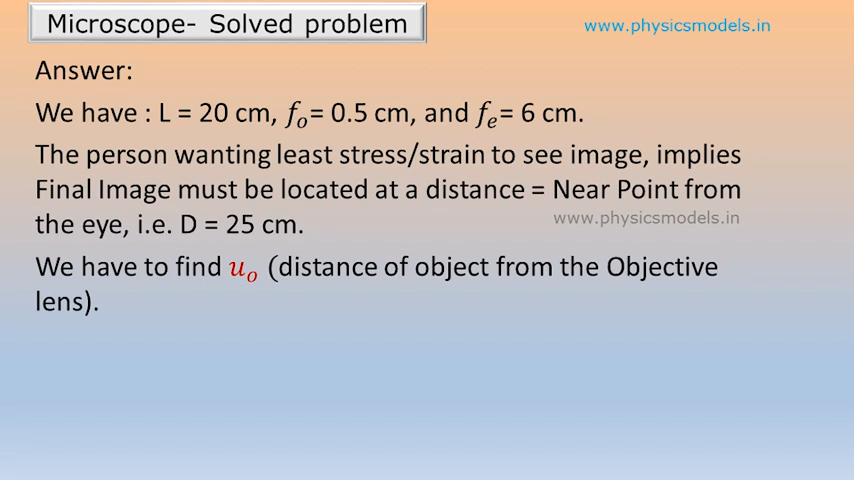 Microscope- Solved problem
www.physicsmodels.in
Answer:
We have : L = 20 cm, 𝑓ₒ= 0.5 cm, and 𝑓ₑ= 6 cm.
The person wanting least stress/strain to see image, implies
Final Image must be located at a distance = Near Point from
the eye, i.e. D = 25 cm.
www.physicsmodels.in
We have to find 𝑢ₒ (distance of object from the Objective
lens).